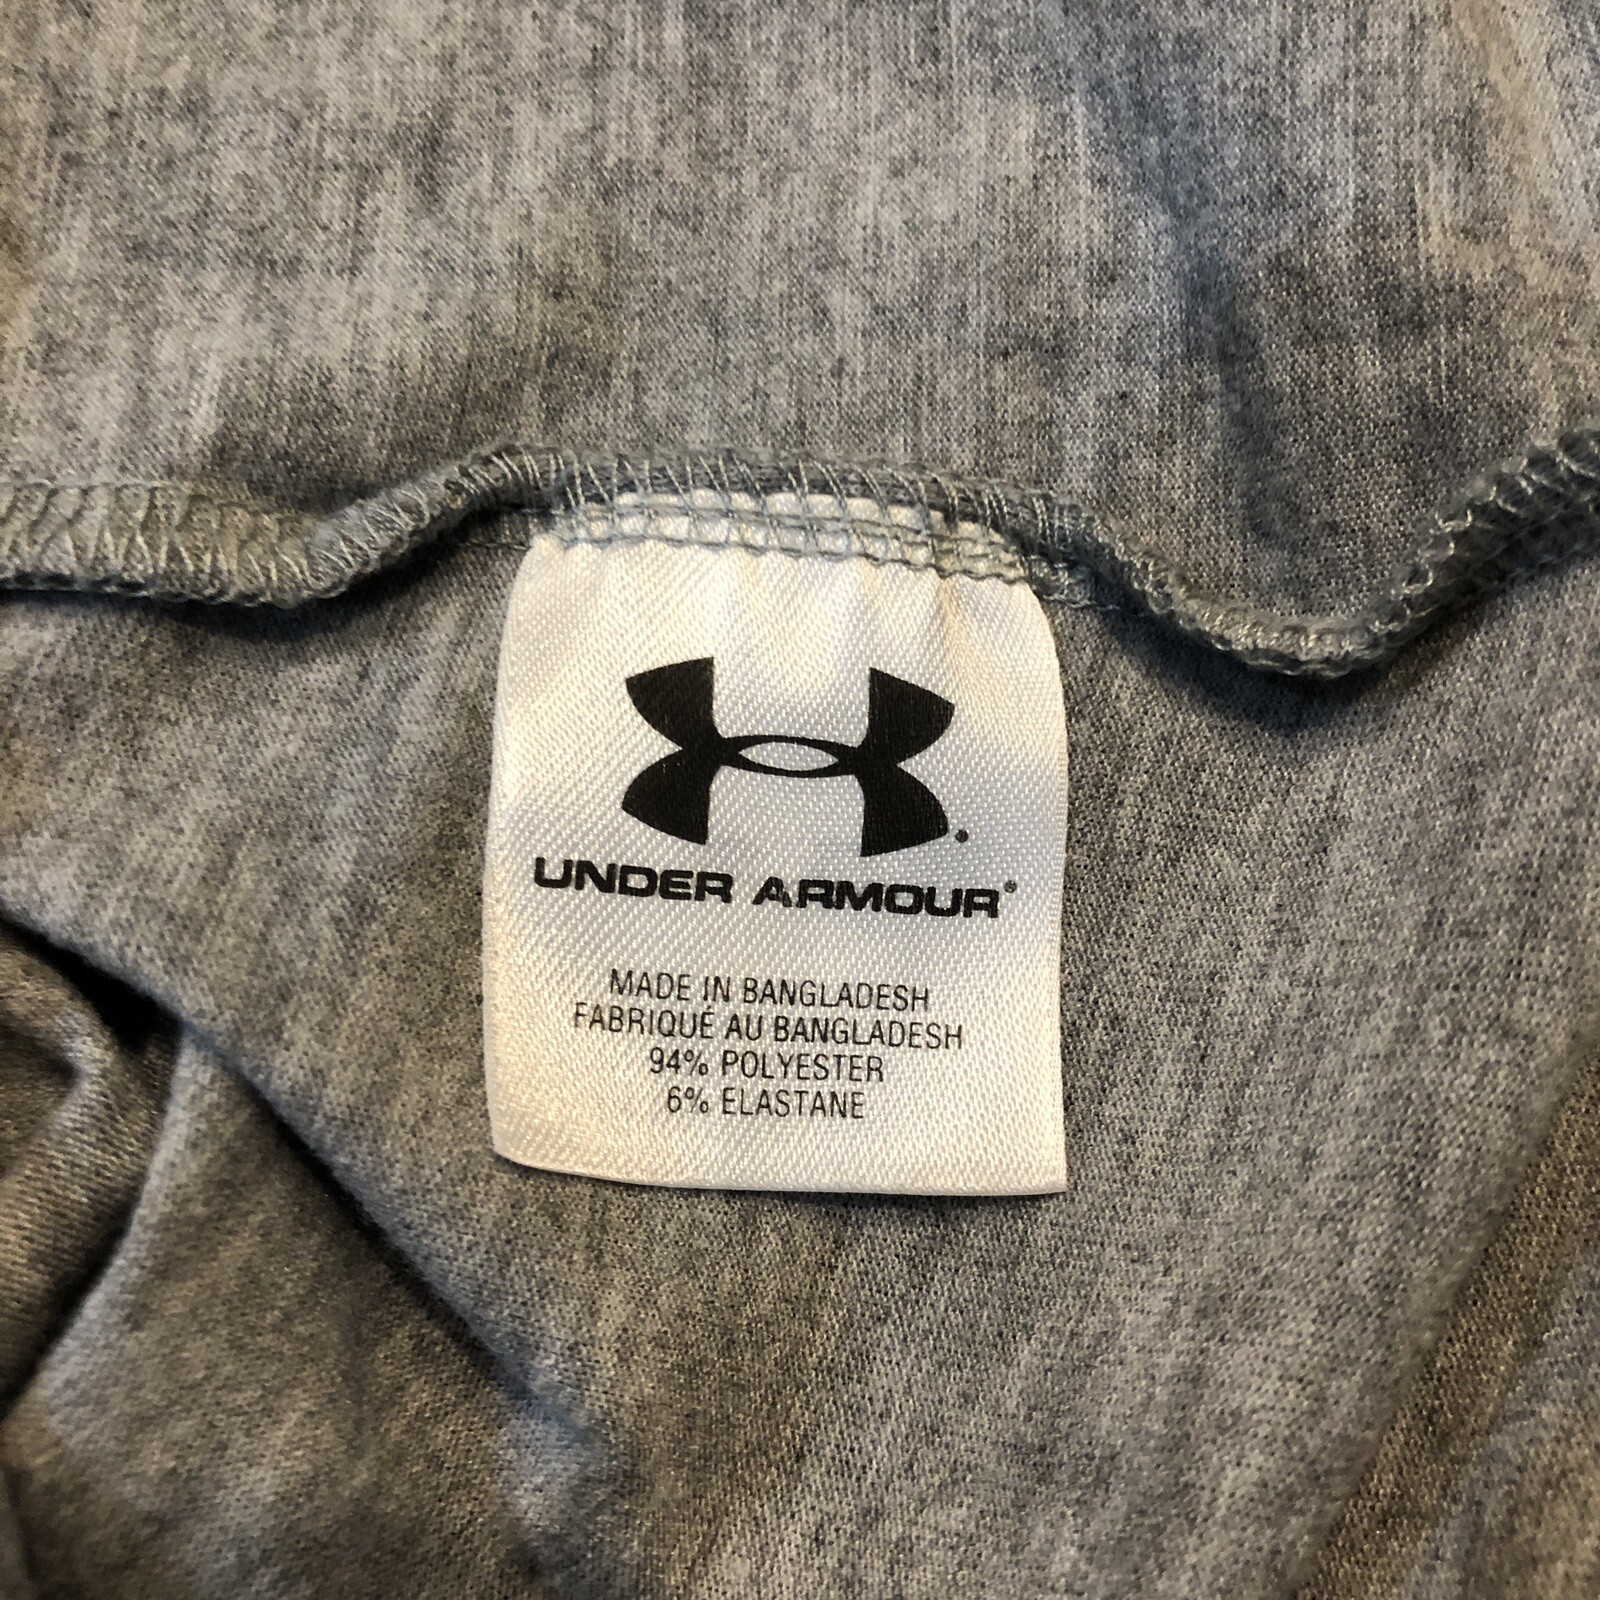 UNDER ARMOUR®
MADE IN BANGLADESH
FABRIQUÉ AU BANGLADESH
94% POLYESTER
6% ELASTANE